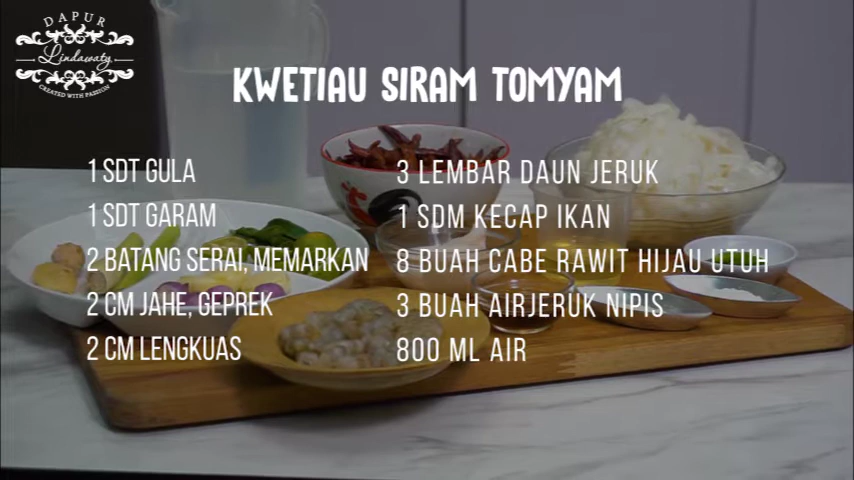 DAPUR
Lindawaty
CREATED WITH PASSION
KWETIAU SIRAM TOMYAM
1 SDT GULA
1 SDT GARAM
2 BATANG SERAI, MEMARKAN
2 CM JAHE, GEPREK
2 CM LENGKUAS
3 LEMBAR DAUN JERUK
1 SDM KECAP IKAN
8 BUAH CABE RAWIT HIJAU UTUH
3 BUAH AIRJERUK NIPIS
800 ML AIR